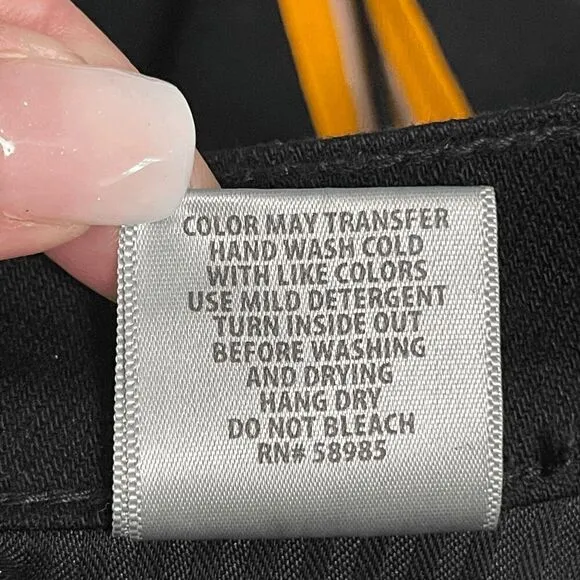 COLOR MAY TRANSFER
HAND WASH COLD
WITH LIKE COLORS
USE MILD DETERGENT
TURN INSIDE OUT
BEFORE WASHING
AND DRYING
HANG DRY
DO NOT BLEACH
RN# 58985